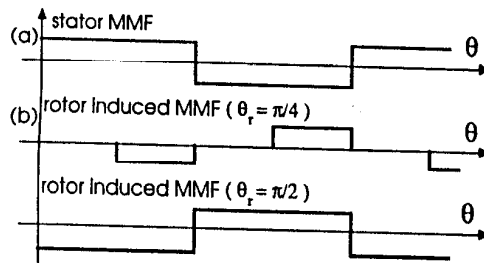 stator MMF
(a)
θ
rotor Induced MMF ( θr = π/4)
(b)
θ
rotor Induced MMF ( θr = π/2)
θ